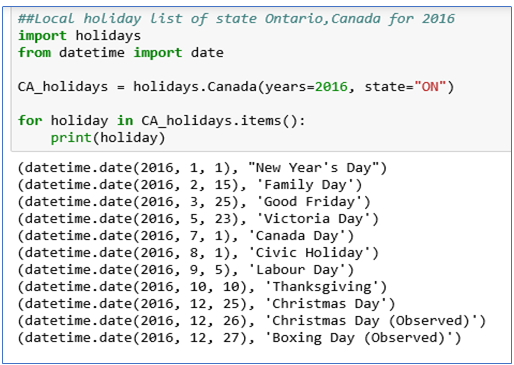 ##Local holiday list of state Ontario,Canada for 2016
import holidays
from datetime import date
CA_holidays = holidays.Canada(years=2016, state="ON")
for holiday in CA_holidays.items():
    print(holiday)
(datetime.date(2016, 1, 1), "New Year's Day")
(datetime.date(2016, 2, 15), 'Family Day')
(datetime.date(2016, 3, 25), 'Good Friday')
(datetime.date(2016, 5, 23), 'Victoria Day')
(datetime.date(2016, 7, 1), 'Canada Day')
(datetime.date(2016, 8, 1), 'Civic Holiday')
(datetime.date(2016, 9, 5), 'Labour Day')
(datetime.date(2016, 10, 10), 'Thanksgiving')
(datetime.date(2016, 12, 25), 'Christmas Day')
(datetime.date(2016, 12, 26), 'Christmas Day (Observed)')
(datetime.date(2016, 12, 27), 'Boxing Day (Observed)')